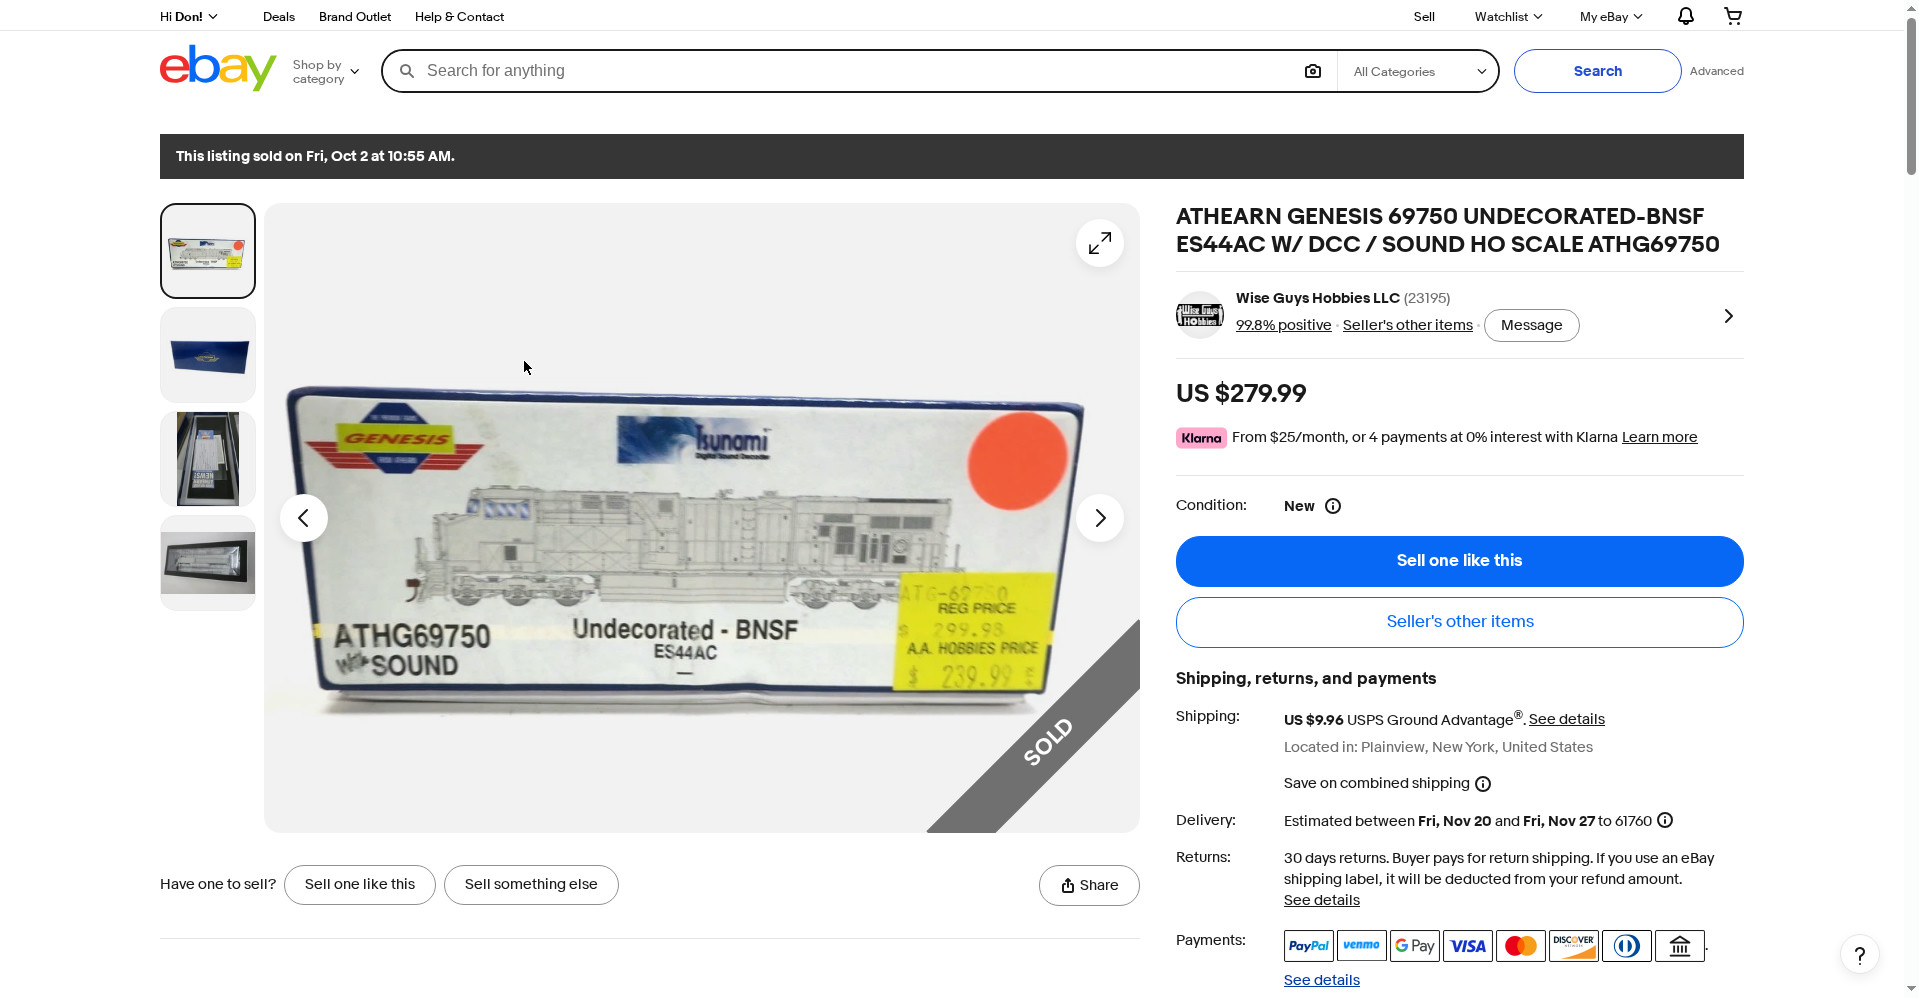 Hi Don!
Deals
Brand Outlet
Help & Contact
Sell
Watchlist
My eBay
ebay
Shop by
category
Search for anything
All Categories
Search
Advanced
This listing sold on Fri, Oct 2 at 10:55 AM.
GENESIS
Tsunami
Digital Sound Decoder
ATG-69750
REG PRICE
$ 299.98
A.A. HOBBIES PRICE
$ 239.99
ATHG69750
With SOUND
Undecorated - BNSF
ES44AC
SOLD
Have one to sell?
Sell one like this
Sell something else
Share
ATHEARN GENESIS 69750 UNDECORATED-BNSF
ES44AC W/ DCC / SOUND HO SCALE ATHG69750
Wise Guys Hobbies LLC (23195)
99.8% positive · Seller's other items · Message
US $279.99
Klarna From $25/month, or 4 payments at 0% interest with Klarna Learn more
Condition: New
Sell one like this
Seller's other items
Shipping, returns, and payments
Shipping: US $9.96 USPS Ground Advantage®. See details
Located in: Plainview, New York, United States
Save on combined shipping
Delivery: Estimated between Fri, Nov 20 and Fri, Nov 27 to 61760
Returns: 30 days returns. Buyer pays for return shipping. If you use an eBay
shipping label, it will be deducted from your refund amount.
See details
Payments: PayPal venmo G Pay VISA DISCOVER
See details
?